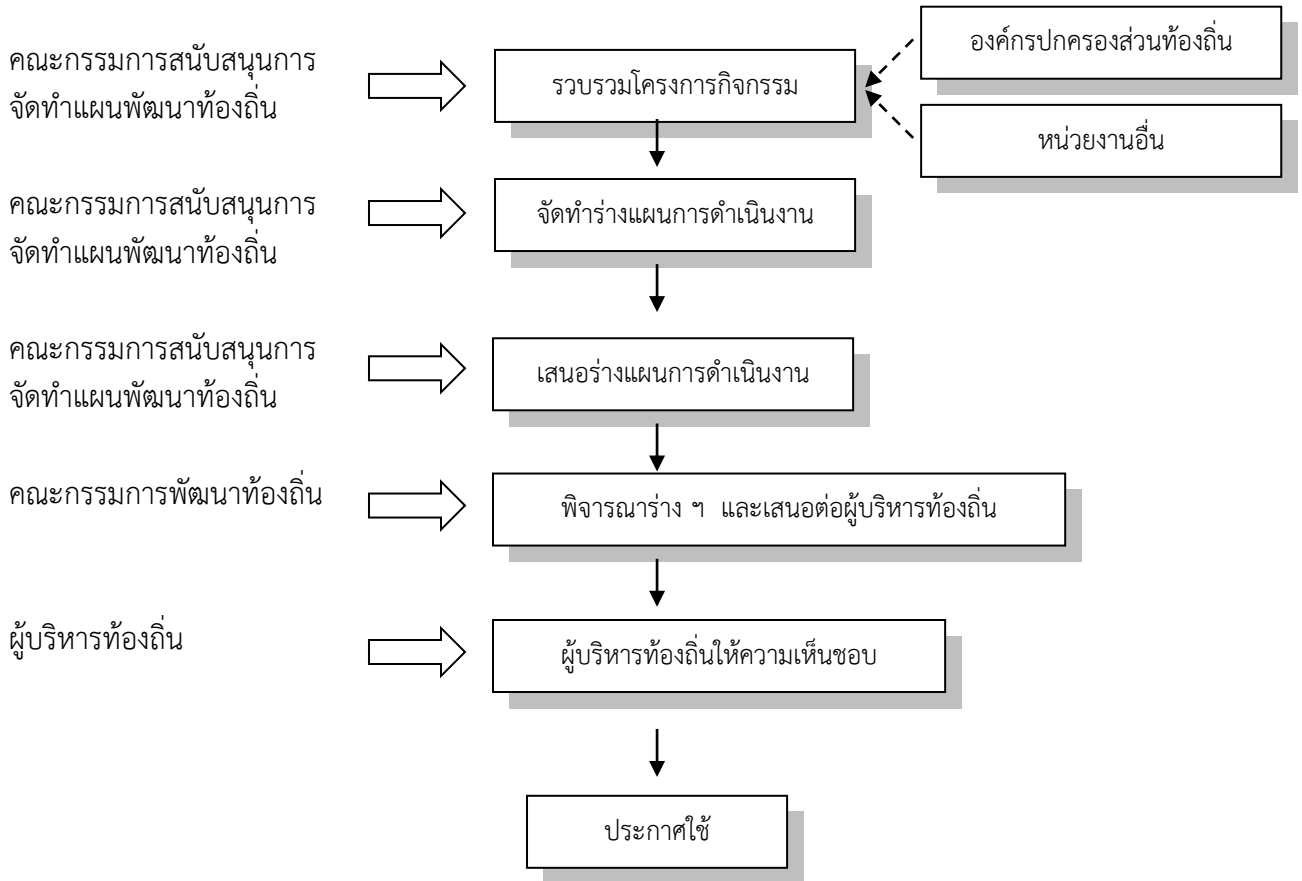 คณะกรรมการสนับสนุนการ
จัดทำแผนพัฒนาท้องถิ่น
รวบรวมโครงการกิจกรรม
องค์กรปกครองส่วนท้องถิ่น
หน่วยงานอื่น
คณะกรรมการสนับสนุนการ
จัดทำแผนพัฒนาท้องถิ่น
จัดทำร่างแผนการดำเนินงาน
คณะกรรมการสนับสนุนการ
จัดทำแผนพัฒนาท้องถิ่น
เสนอร่างแผนการดำเนินงาน
คณะกรรมการพัฒนาท้องถิ่น
พิจารณาร่าง ฯ และเสนอต่อผู้บริหารท้องถิ่น
ผู้บริหารท้องถิ่น
ผู้บริหารท้องถิ่นให้ความเห็นชอบ
ประกาศใช้